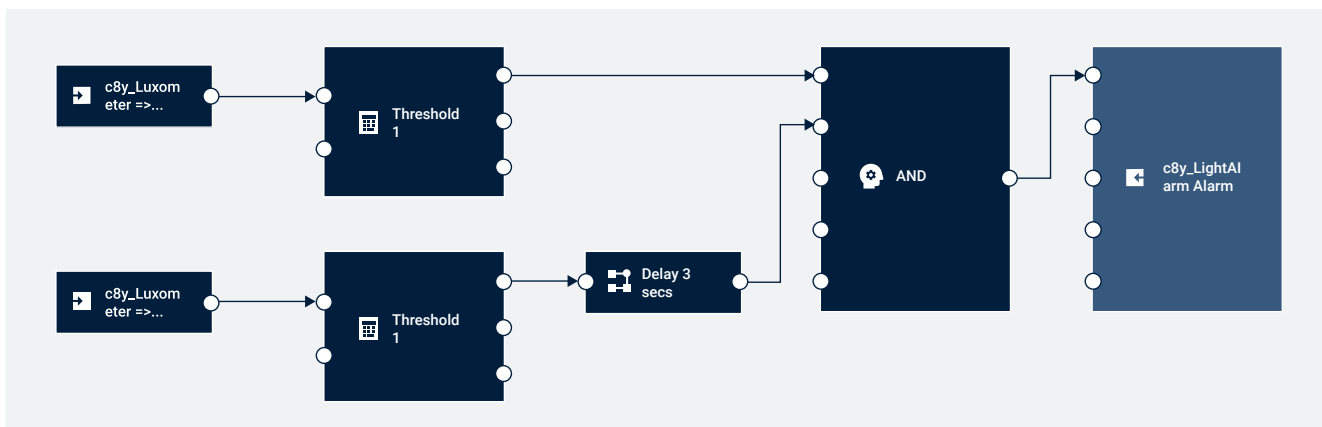 c8y_Luxom
eter =>...
Threshold
1
AND
c8y_LightAl
arm Alarm
c8y_Luxom
eter =>...
Threshold
1
Delay 3
secs